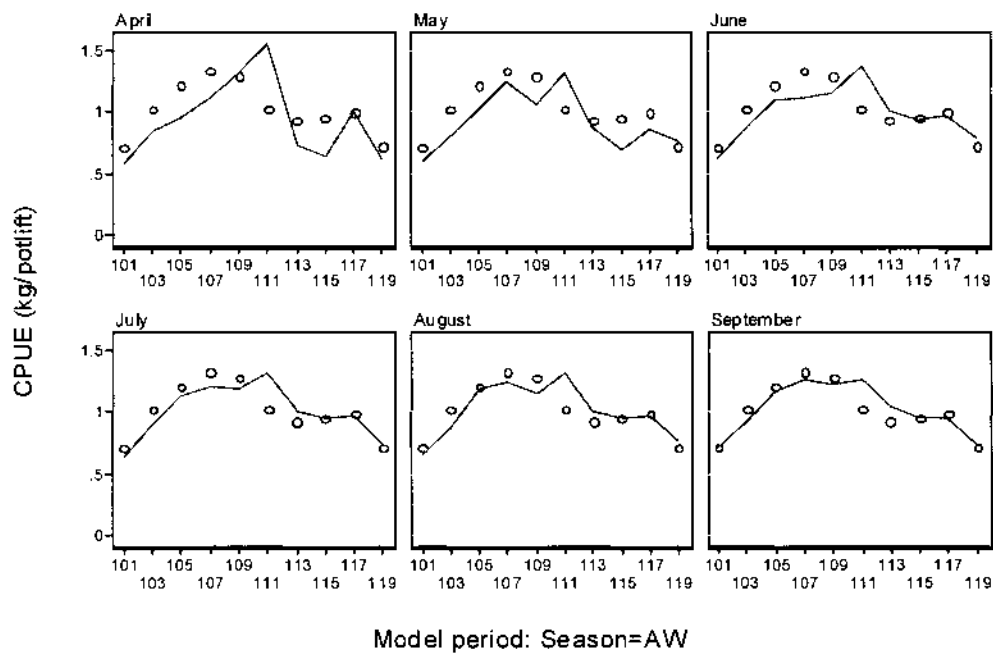 April
May
June
1.5
1
.5
0
101 105 109 113 117
103 107 111 115 119
101 105 109 113 117
103 107 111 115 119
101 105 109 113 117
103 107 111 115 119
July
August
September
1.5
1
.5
0
101 105 109 113 117
103 107 111 115 119
101 105 109 113 117
103 107 111 115 119
101 105 109 113 117
103 107 111 115 119
CPUE (kg/potlift)
Model period: Season=AW